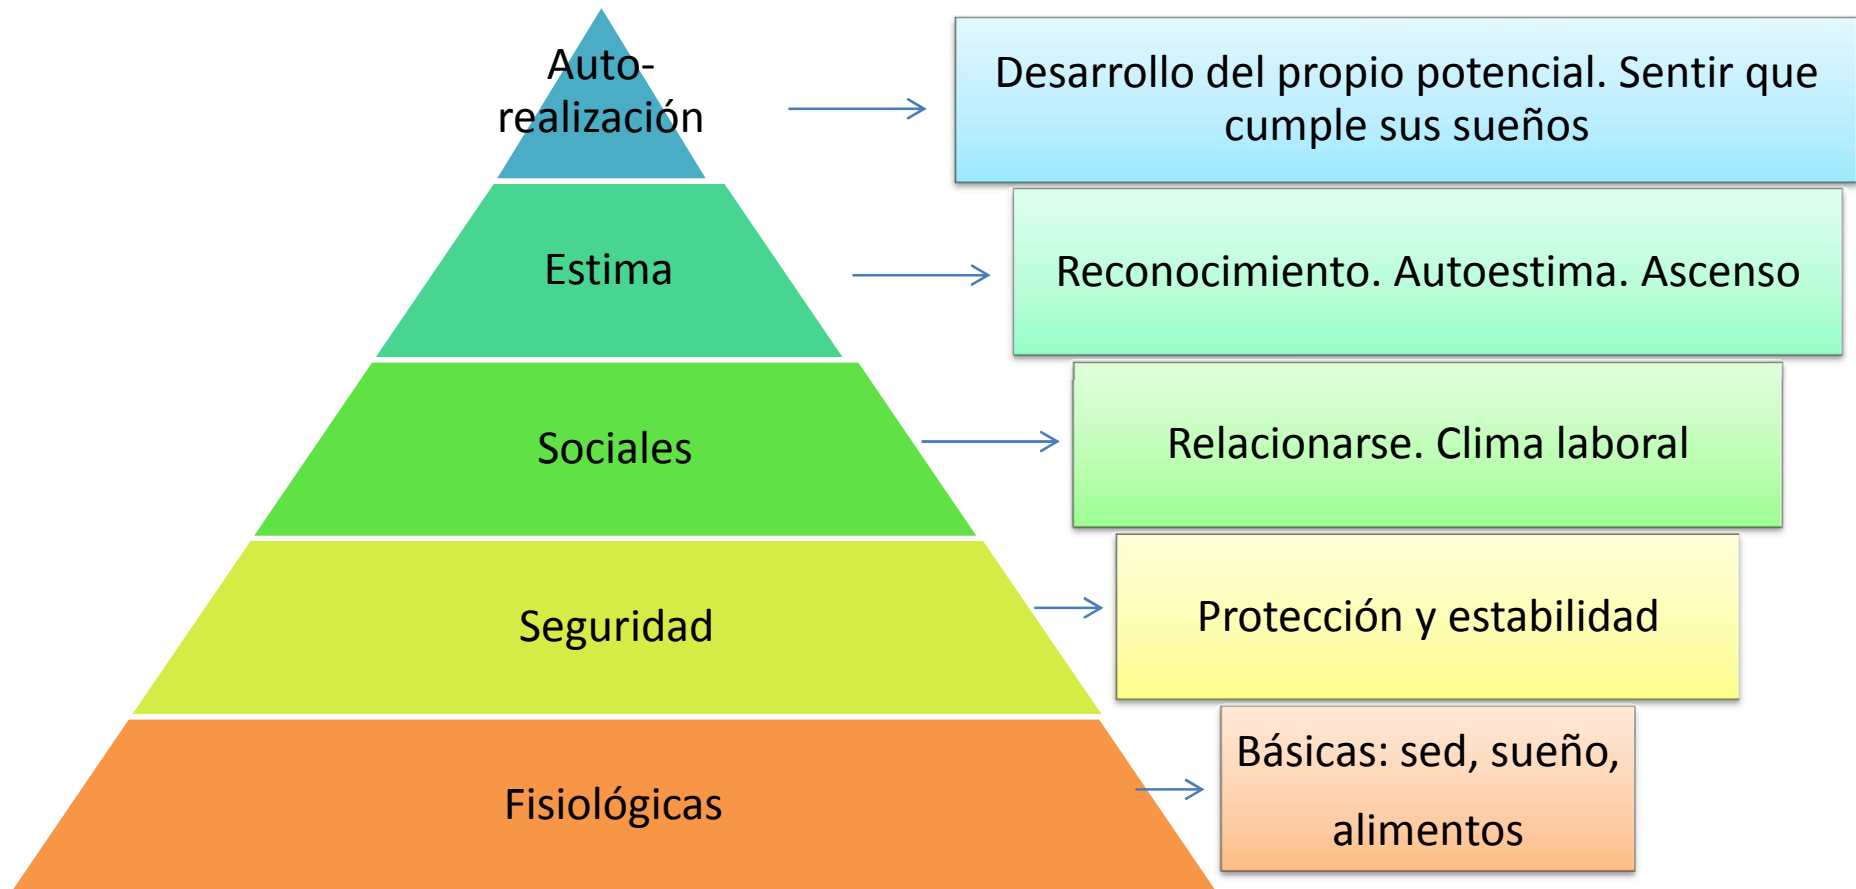 Auto-
realización
Desarrollo del propio potencial. Sentir que
cumple sus sueños
Estima
Reconocimiento. Autoestima. Ascenso
Sociales
Relacionarse. Clima laboral
Seguridad
Protección y estabilidad
Fisiológicas
Básicas: sed, sueño,
alimentos